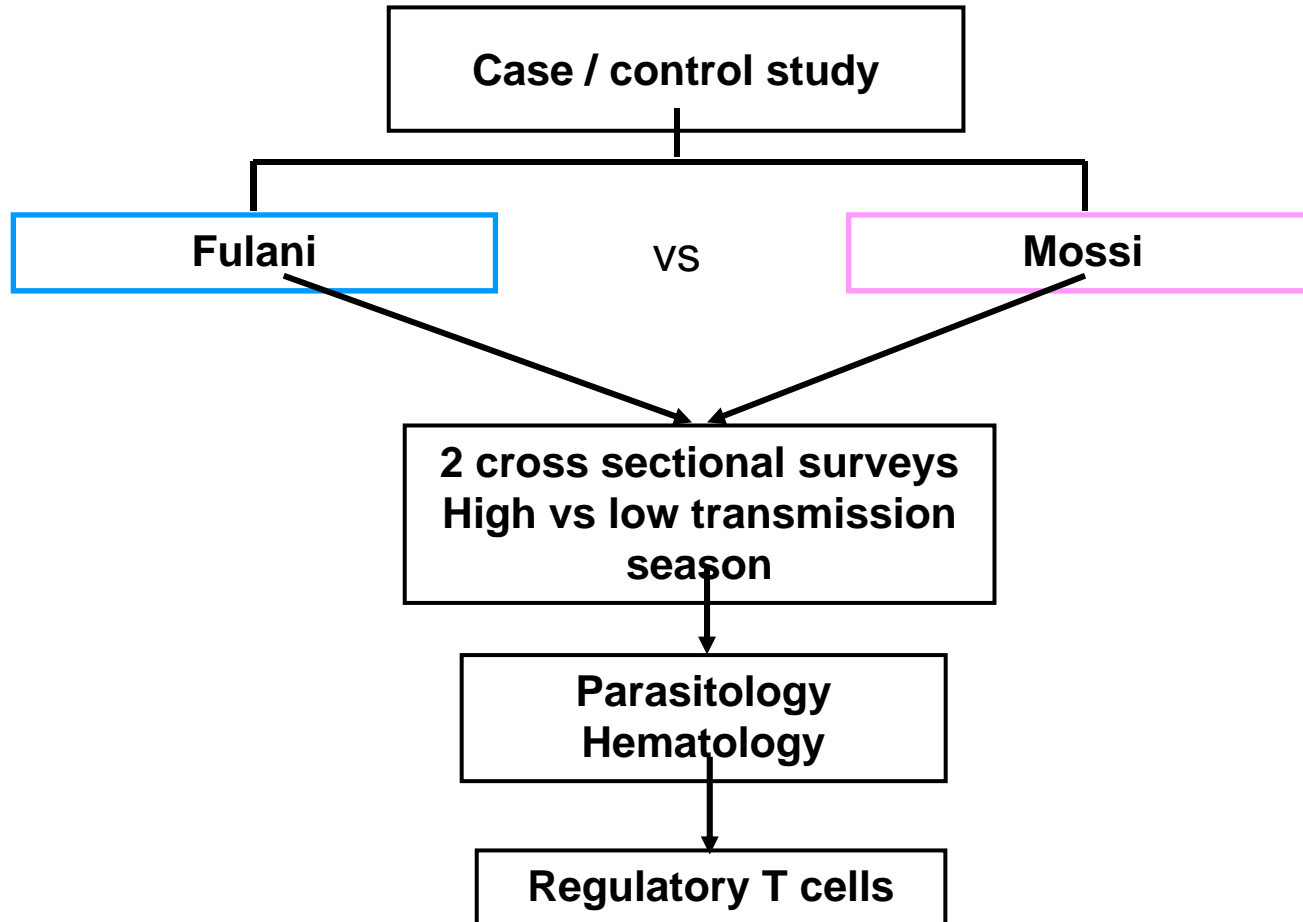 Case / control study
Fulani
vs
Mossi
2 cross sectional surveys
High vs low transmission
season
Parasitology
Hematology
Regulatory T cells